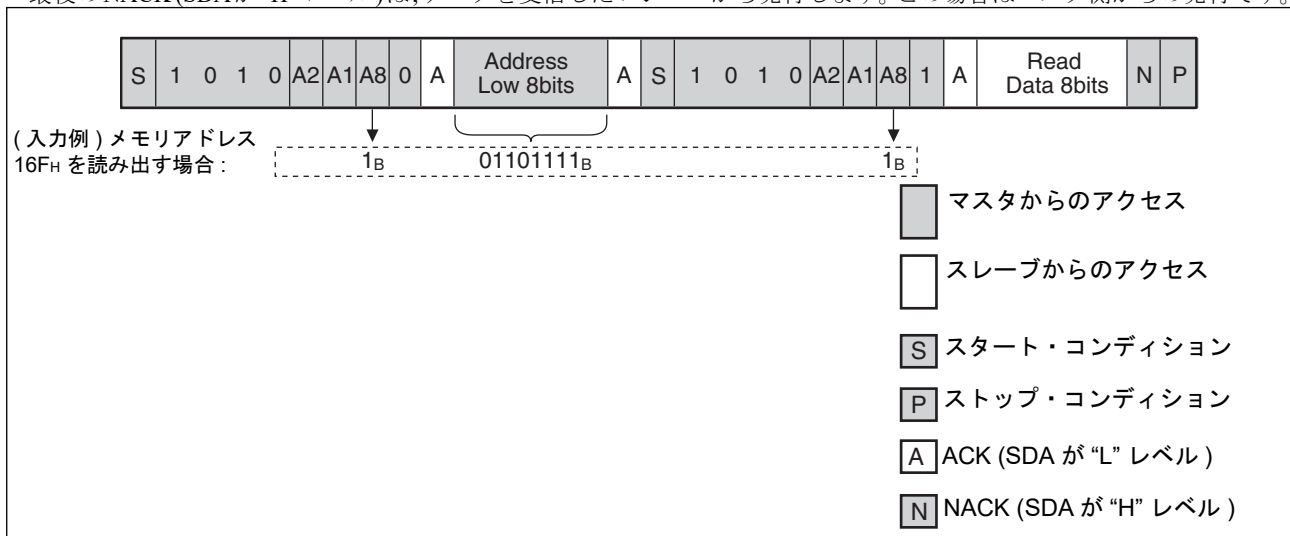 S 1 0 1 0 A2 A1 A8 0 A Address Low 8bits A S 1 0 1 0 A2 A1 A8 1 A Read Data 8bits N P
( 入力例 ) メモリアドレス
16FH を読み出す場合 : 1B 01101111B 1B
マスタからのアクセス
スレーブからのアクセス
S スタート・コンディション
P ストップ・コンディション
A ACK (SDA が “L” レベル )
N NACK (SDA が “H” レベル )